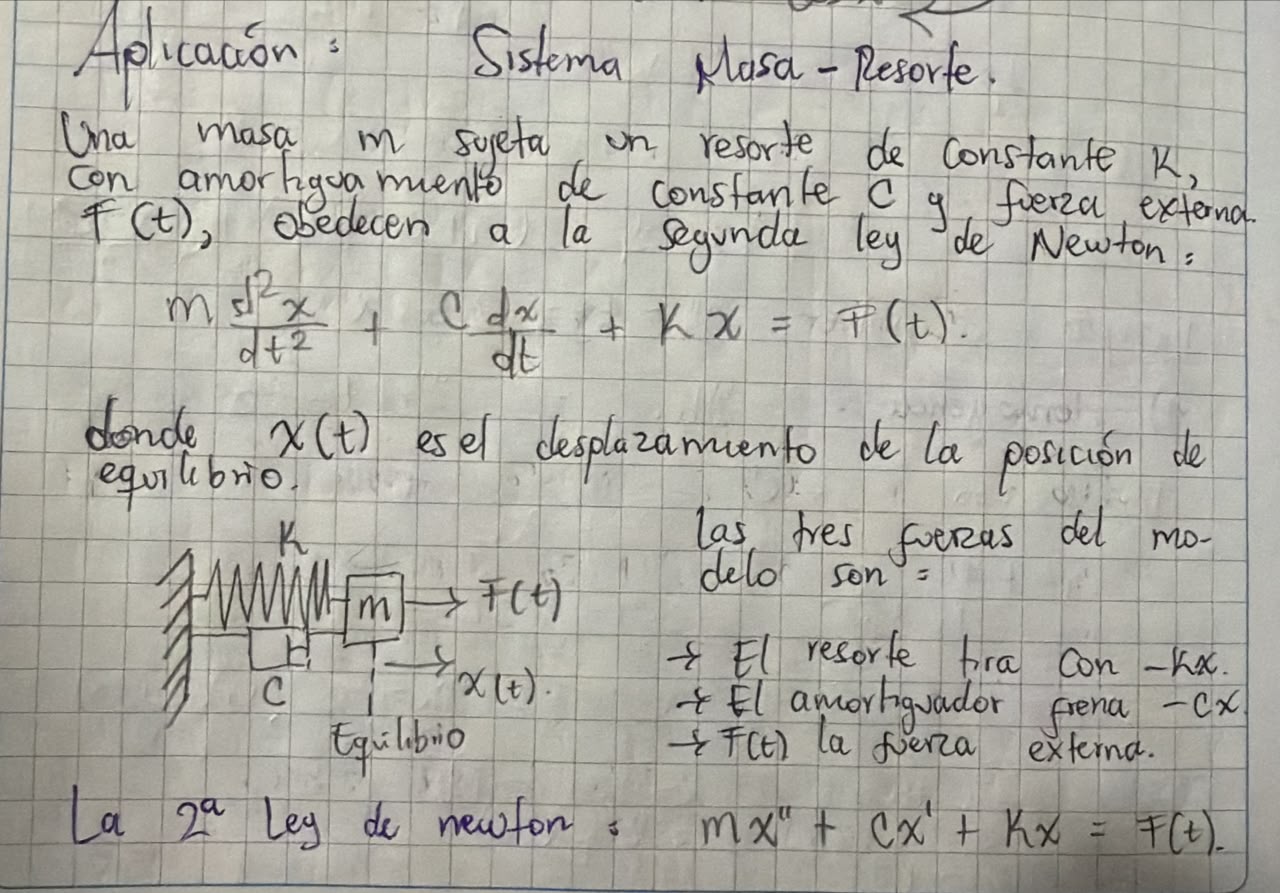 Aplicación : Sistema Masa - Resorte.
Una masa m sujeta un resorte de constante K,
con amortiguamiento de constante C y fuerza externa.
F(t), obedecen a la segunda ley de Newton :
m d²x/dt² + C dx/dt + K x = F(t).
donde x(t) es el desplazamiento de la posición de
equilibrio.
las tres fuerzas del mo-
delo son :
K
m → F(t)
C
→ x(t).
Equilibrio
→ El resorte tira con -Kx.
→ El amortiguador frena -Cx
→ F(t) la fuerza externa.
La 2ª Ley de newton : mx'' + Cx' + Kx = F(t).